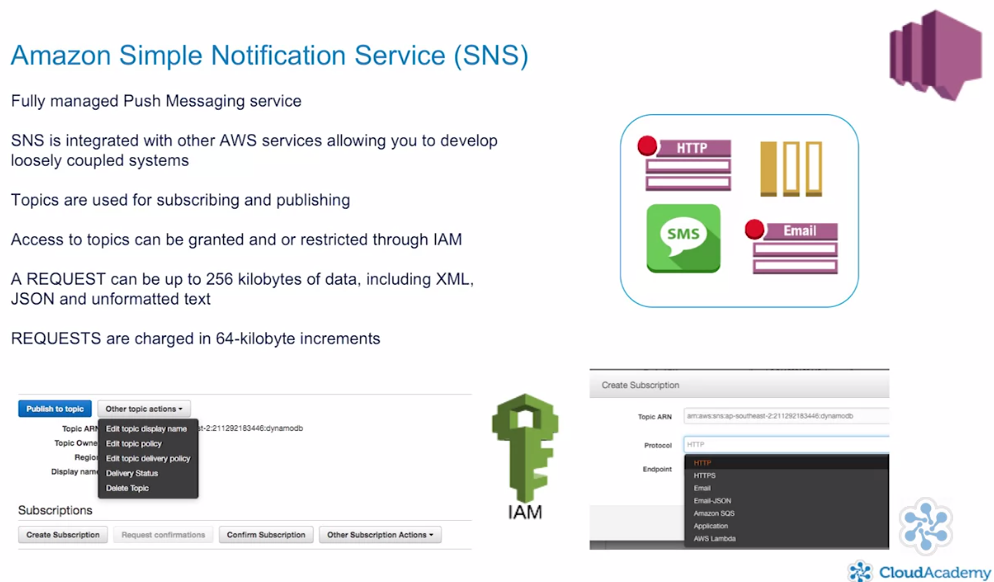 Amazon Simple Notification Service (SNS)
Fully managed Push Messaging service
SNS is integrated with other AWS services allowing you to develop
loosely coupled systems
Topics are used for subscribing and publishing
Access to topics can be granted and or restricted through IAM
A REQUEST can be up to 256 kilobytes of data, including XML,
JSON and unformatted text
REQUESTS are charged in 64-kilobyte increments
HTTP
SMS
Email
Publish to topic
Other topic actions
Topic ARN
st-2:211292183446:dynamodb
Topic Owne
Region
Display name
Edit topic display name
Edit topic policy
Edit topic delivery policy
Delivery Status
Delete Topic
Subscriptions
Create Subscription
Request confirmations
Confirm Subscription
Other Subscription Actions
IAM
Create Subscription
Topic ARN
arn:aws:sns:ap-southeast-2:211292183446:dynamodb
Protocol
HTTP
Endpoint
HTTP
HTTPS
Email
Email-JSON
Amazon SQS
Application
AWS Lambda
CloudAcademy